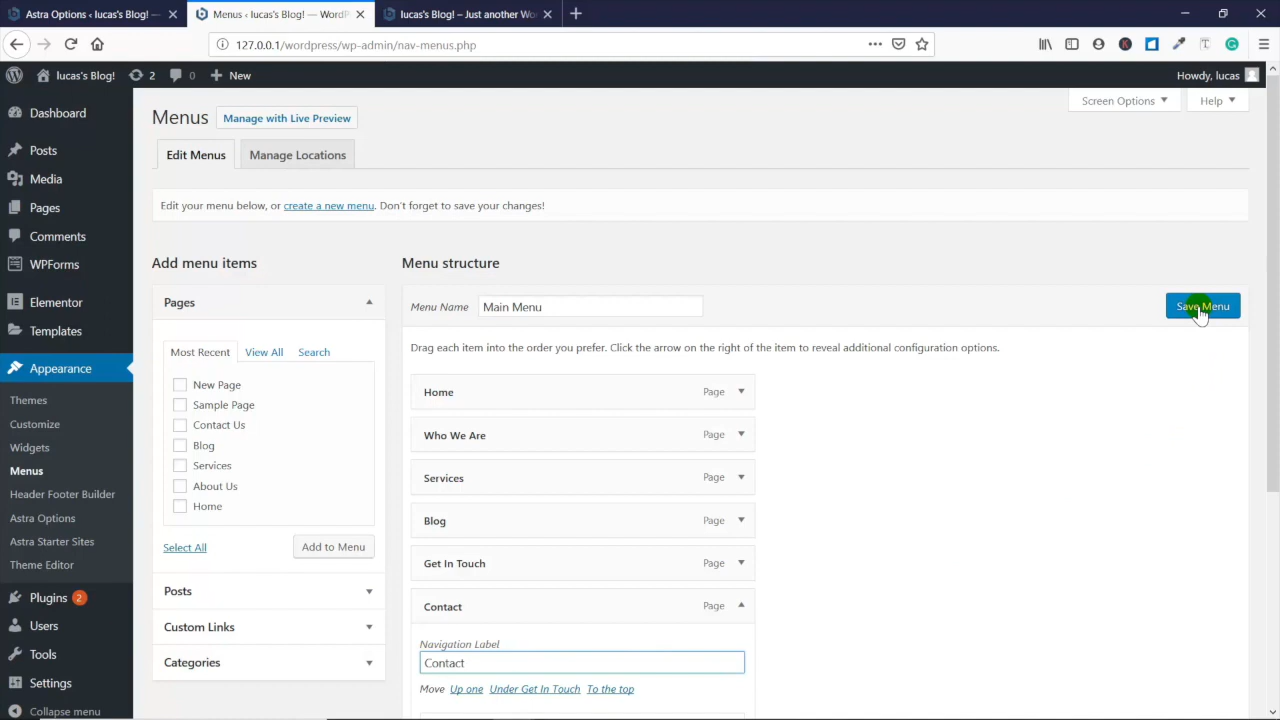 Astra Options ‹ lucas's Blog! —
Menus ‹ lucas's Blog! — WordPr
lucas's Blog! – Just another Wo
127.0.0.1/wordpress/wp-admin/nav-menus.php
lucas's Blog!
2
0
New
Howdy, lucas
Dashboard
Posts
Media
Pages
Comments
WPForms
Elementor
Templates
Appearance
Themes
Customize
Widgets
Menus
Header Footer Builder
Astra Options
Astra Starter Sites
Theme Editor
Plugins 2
Users
Tools
Settings
Collapse menu
Menus
Manage with Live Preview
Screen Options
Help
Edit Menus
Manage Locations
Edit your menu below, or create a new menu. Don't forget to save your changes!
Add menu items
Pages
Most Recent
View All
Search
New Page
Sample Page
Contact Us
Blog
Services
About Us
Home
Select All
Add to Menu
Posts
Custom Links
Categories
Menu structure
Menu Name
Main Menu
Save Menu
Drag each item into the order you prefer. Click the arrow on the right of the item to reveal additional configuration options.
Home Page
Who We Are Page
Services Page
Blog Page
Get In Touch Page
Contact Page
Navigation Label
Contact
Move Up one Under Get In Touch To the top